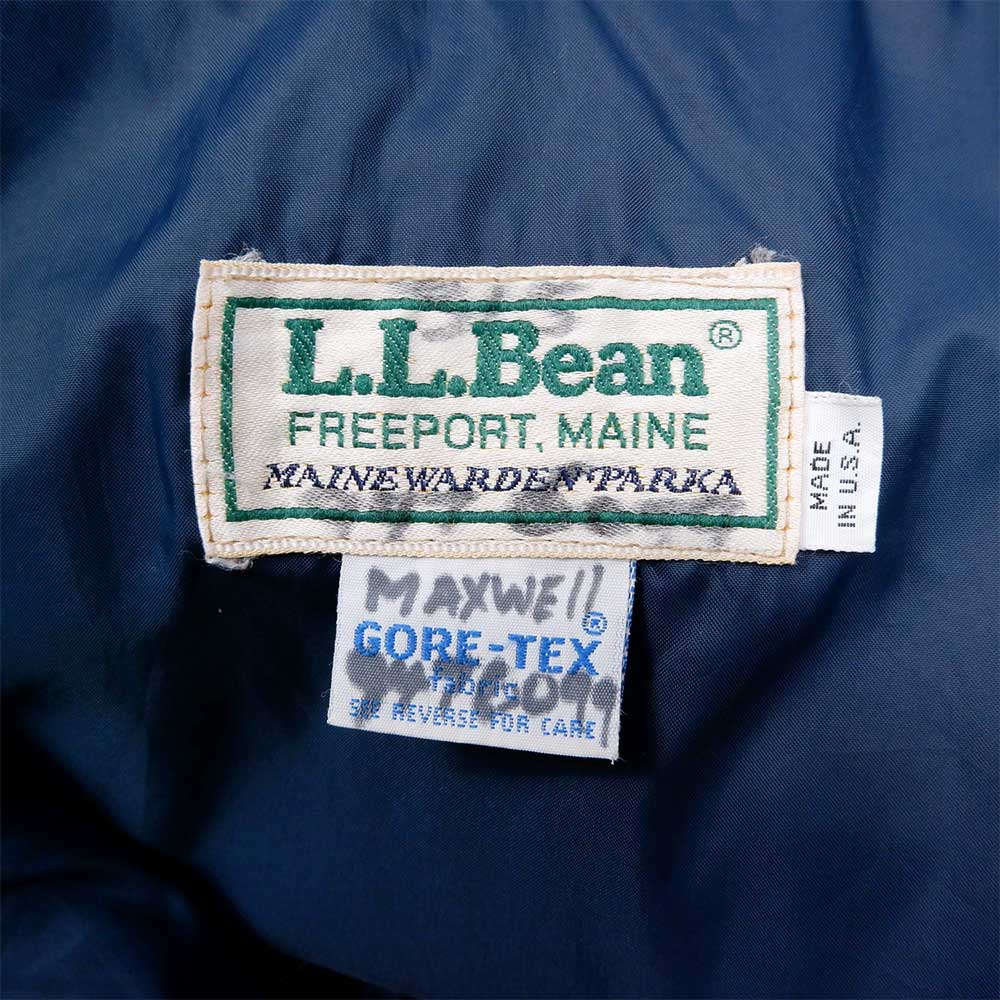 L.L.Bean®
FREEPORT, MAINE
MAINE WARDEN'S PARKA
MADE
IN U.S.A.
MAXWEll
GORE-TEX®
fabric
SEE REVERSE FOR CARE